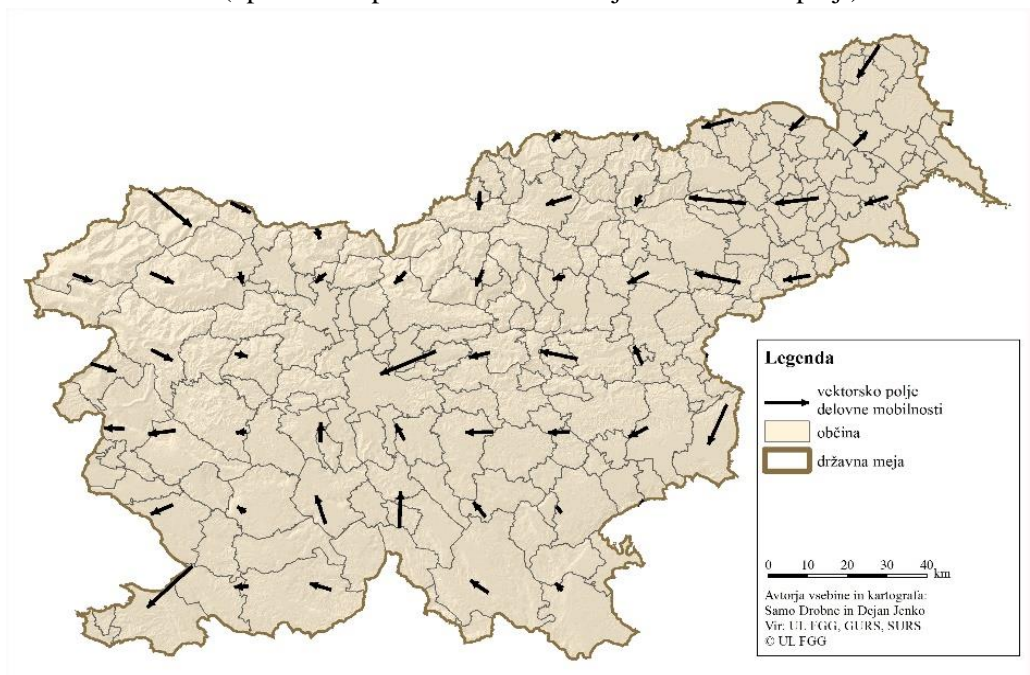 Legenda
vektorsko polje
delovne mobilnosti
občina
državna meja
0 10 20 30 40
km
Avtorja vsebine in kartografa:
Samo Drobne in Dejan Jenko
Vir: UL FGG, GURS, SURS
© UL FGG